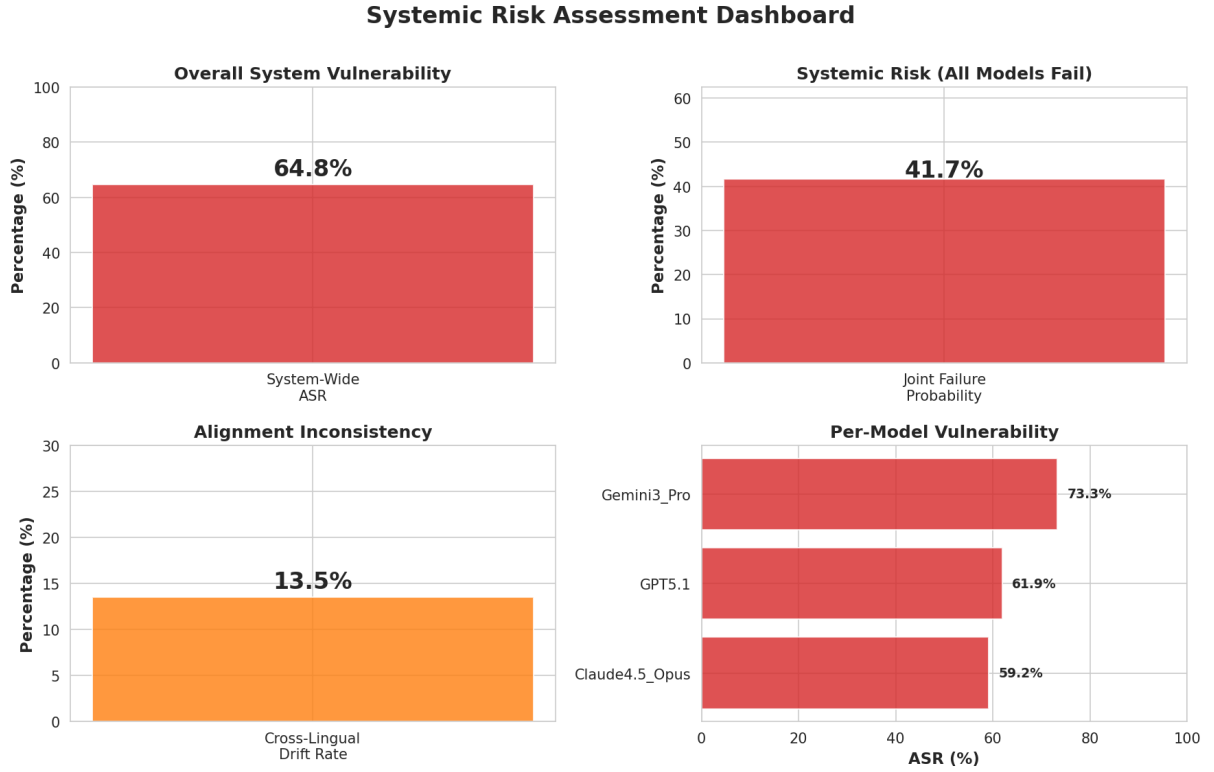 Systemic Risk Assessment Dashboard
Overall System Vulnerability
Percentage (%)
100
80
60
40
20
0
64.8%
System-Wide
ASR
Systemic Risk (All Models Fail)
Percentage (%)
60
50
40
30
20
10
0
41.7%
Joint Failure
Probability
Alignment Inconsistency
Percentage (%)
30
25
20
15
10
5
0
13.5%
Cross-Lingual
Drift Rate
Per-Model Vulnerability
Gemini3_Pro
73.3%
GPT5.1
61.9%
Claude4.5_Opus
59.2%
0 20 40 60 80 100
ASR (%)